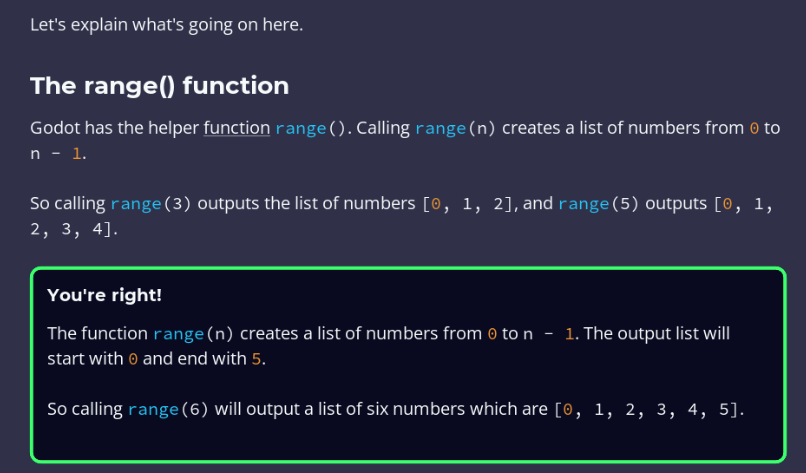 Let's explain what's going on here.
The range() function
Godot has the helper function range(). Calling range(n) creates a list of numbers from 0 to
n - 1.
So calling range(3) outputs the list of numbers [0, 1, 2], and range(5) outputs [0, 1,
2, 3, 4].
You're right!
The function range(n) creates a list of numbers from 0 to n - 1. The output list will
start with 0 and end with 5.
So calling range(6) will output a list of six numbers which are [0, 1, 2, 3, 4, 5].